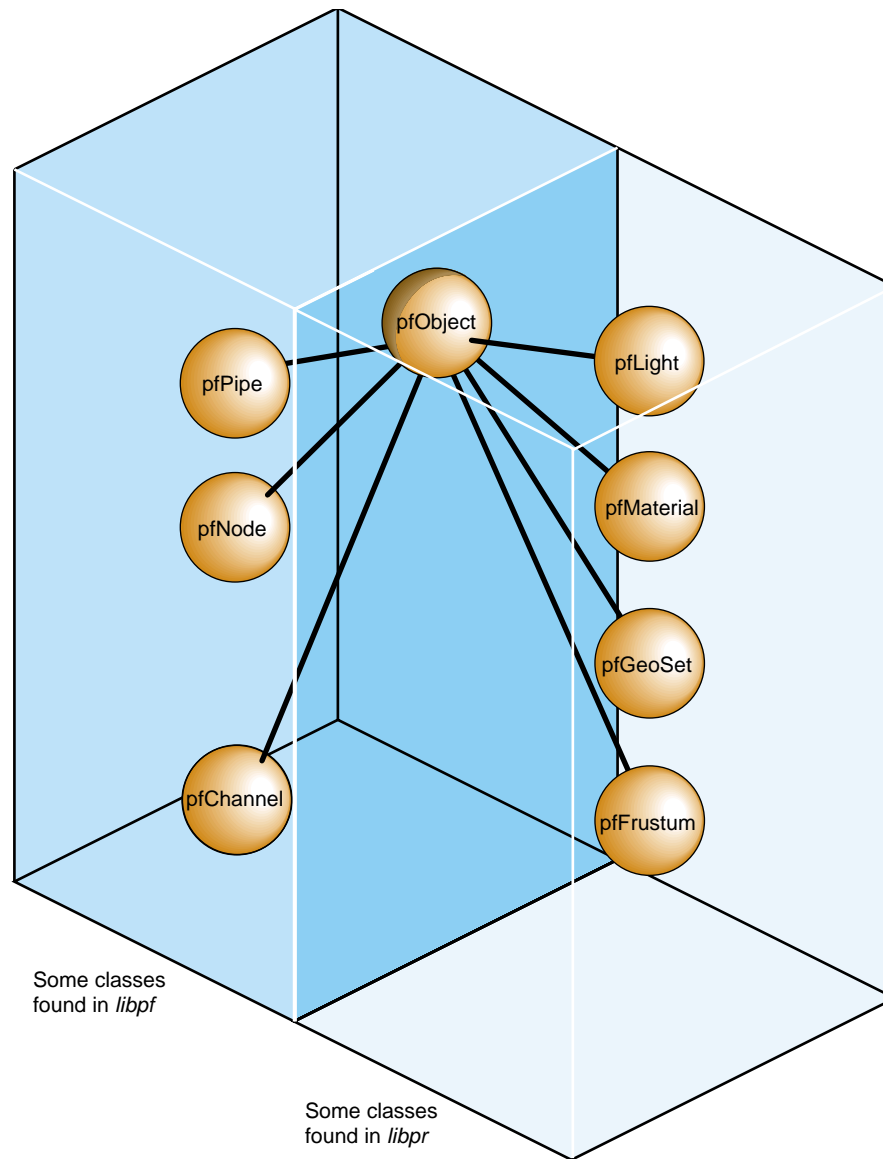 pfObject
pfPipe
pfLight
pfNode
pfMaterial
pfGeoSet
pfChannel
pfFrustum
Some classes
found in libpf
Some classes
found in libpr